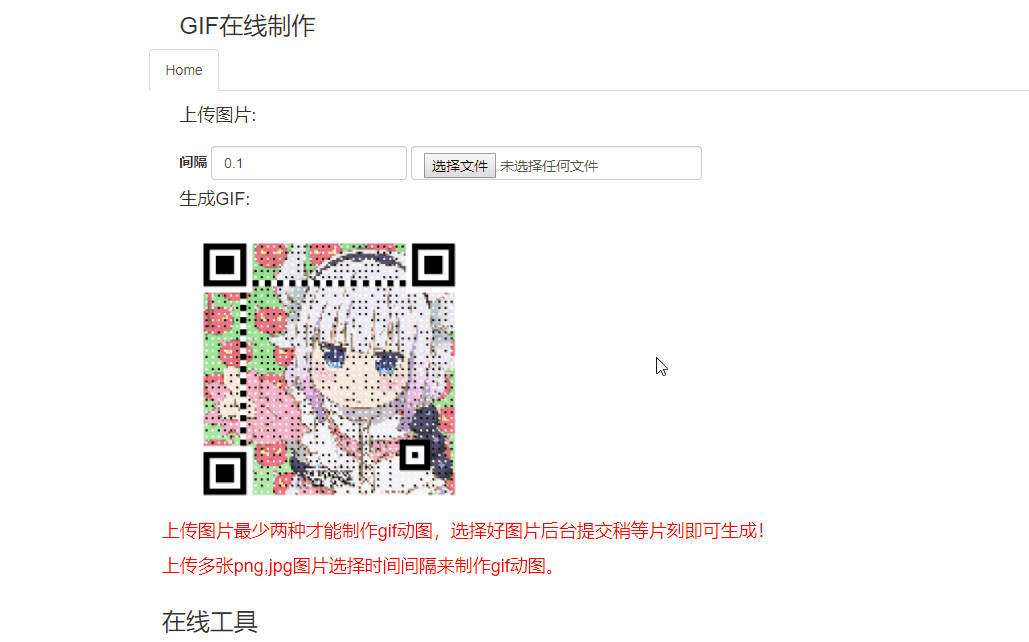 GIF在线制作
Home
上传图片:
间隔 0.1 选择文件 未选择任何文件
生成GIF:
上传图片最少两种才能制作gif动图，选择好图片后台提交稍等片刻即可生成！
上传多张png,jpg图片选择时间间隔来制作gif动图。
在线工具